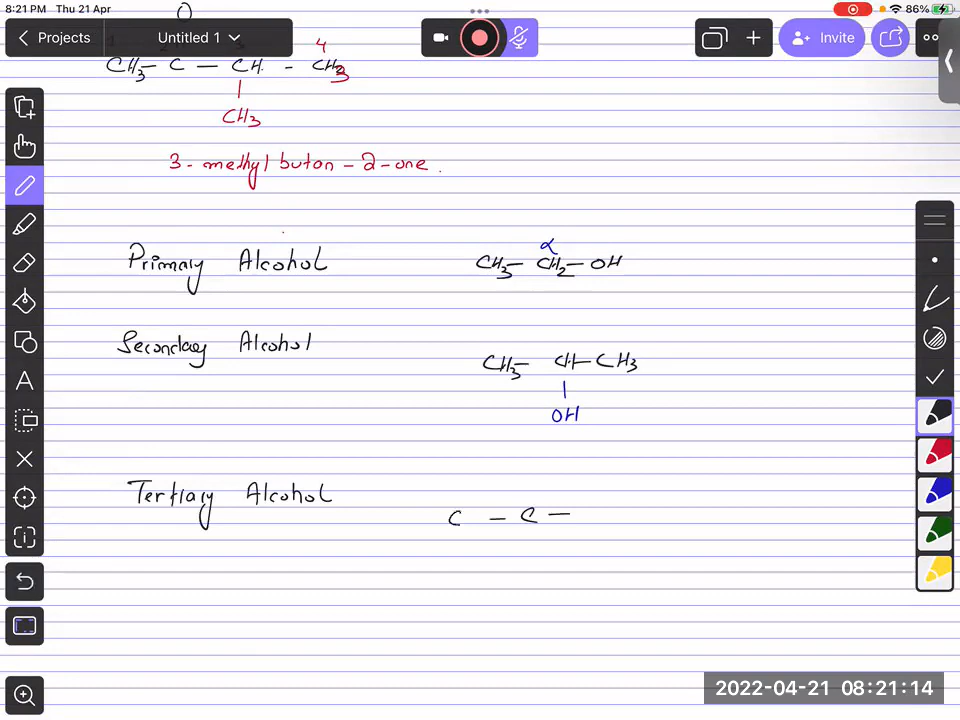 8:21 PM Thu 21 Apr
86%
O
Projects
Untitled 1
Invite
3
4
CH3 - C - CH - CH3
CH3
3 - methyl butan - 2 - one.
α
Primary Alcohol
CH3 - CH2 - OH
Secondary Alcohol
CH3 - CH - CH3
OH
Tertiary Alcohol
C - C -
A
2022-04-21 08:21:14